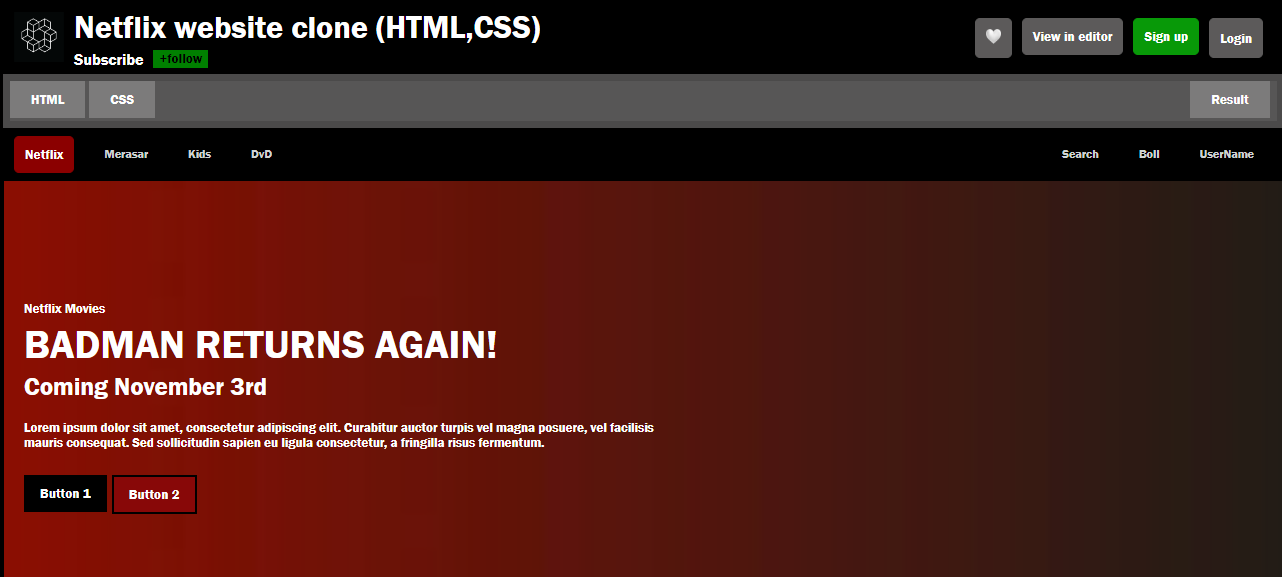 Netflix website clone (HTML,CSS)
Subscribe +follow
View in editor Sign up Login
HTML CSS Result
Netflix Merasar Kids DvD Search Boll UserName
Netflix Movies
BADMAN RETURNS AGAIN!
Coming November 3rd
Lorem ipsum dolor sit amet, consectetur adipiscing elit. Curabitur auctor turpis vel magna posuere, vel facilisis
mauris consequat. Sed sollicitudin sapien eu ligula consectetur, a fringilla risus fermentum.
Button 1 Button 2